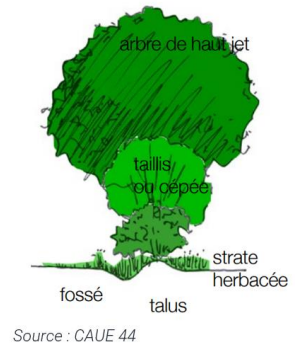 arbre de haut jet
taillis
ou cépée
strate
herbacée
fossé
talus
Source : CAUE 44